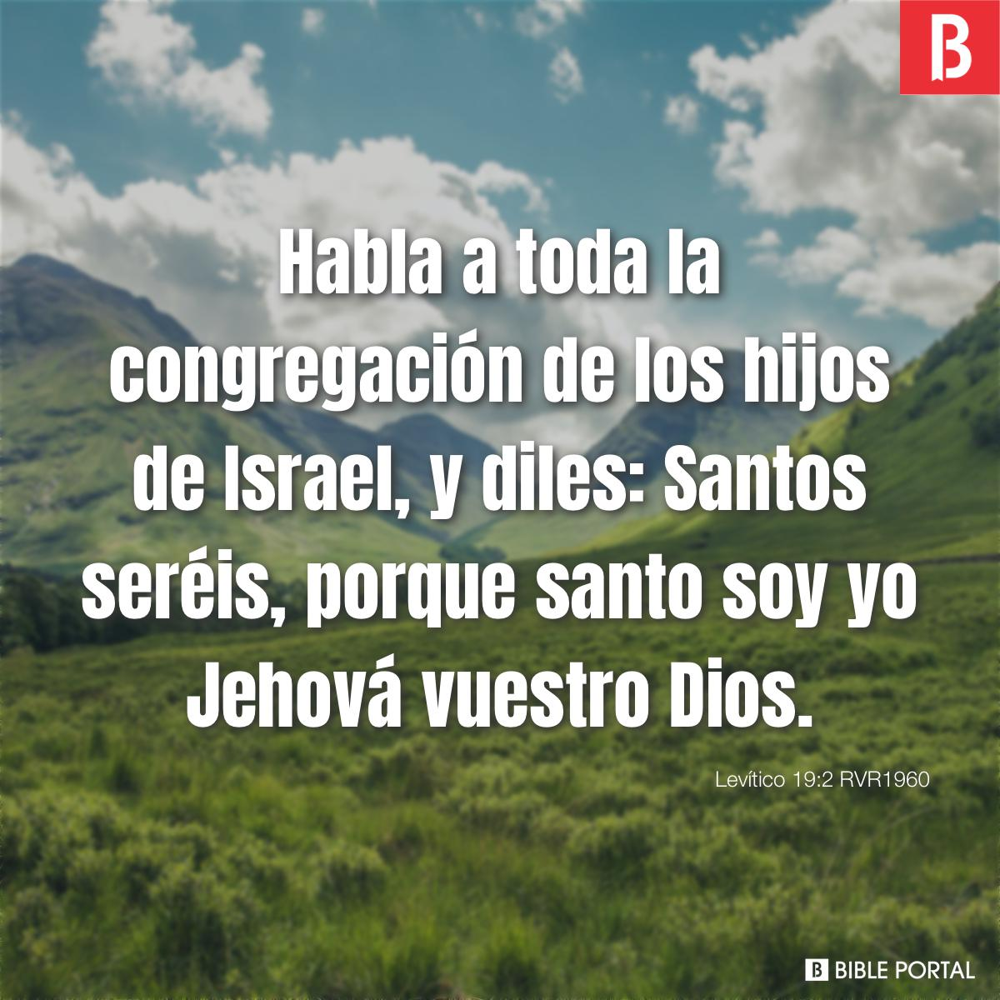 B
Habla a toda la
congregación de los hijos
de Israel, y diles: Santos
seréis, porque santo soy yo
Jehová vuestro Dios.
Levítico 19:2 RVR1960
B BIBLE PORTAL